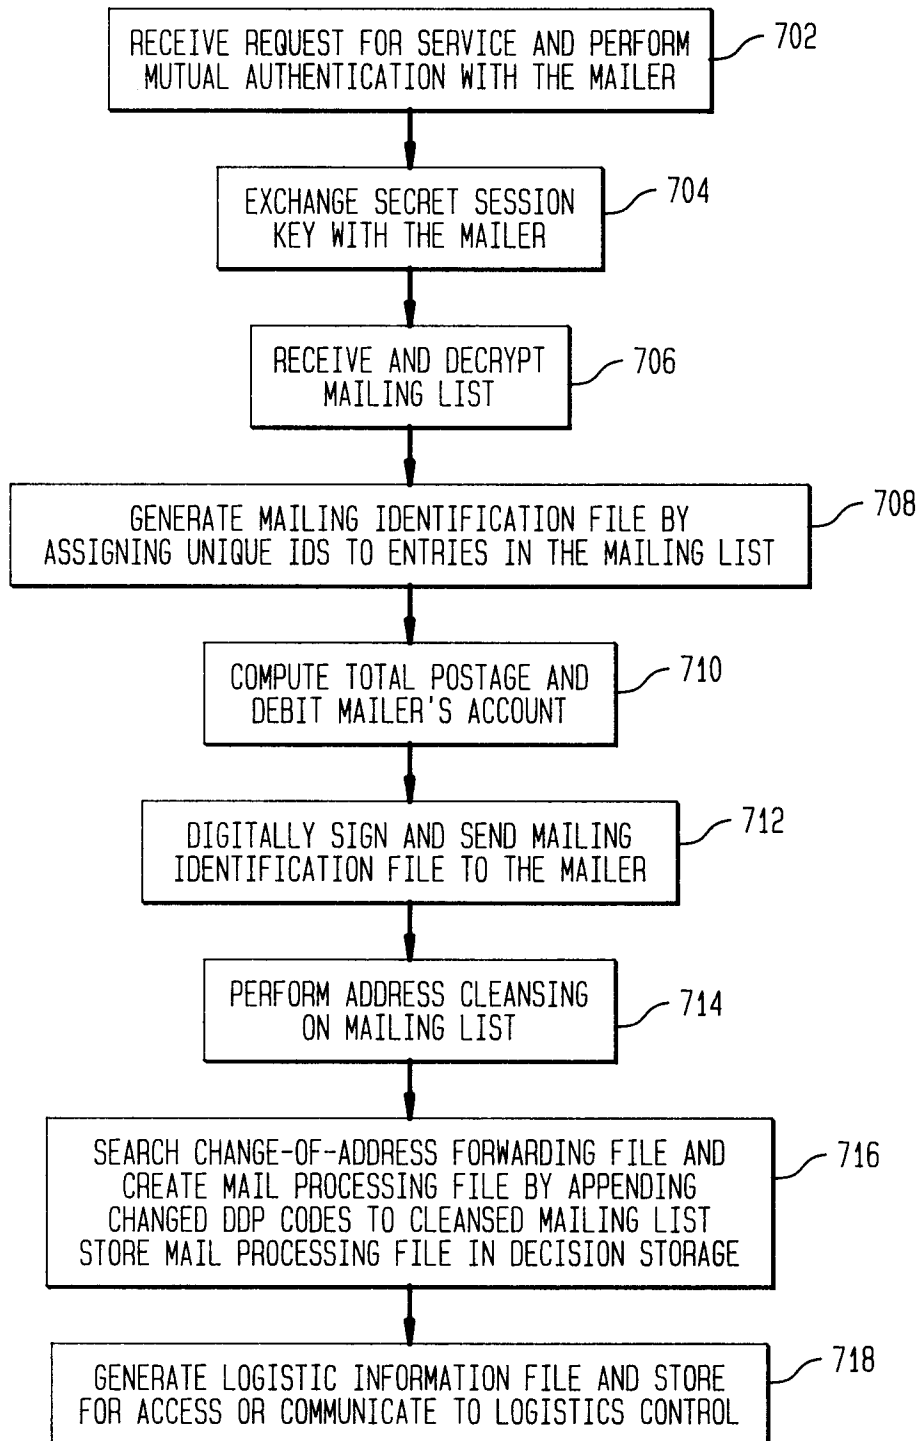 RECEIVE REQUEST FOR SERVICE AND PERFORM
MUTUAL AUTHENTICATION WITH THE MAILER
702
EXCHANGE SECRET SESSION
KEY WITH THE MAILER
704
RECEIVE AND DECRYPT
MAILING LIST
706
GENERATE MAILING IDENTIFICATION FILE BY
ASSIGNING UNIQUE IDS TO ENTRIES IN THE MAILING LIST
708
COMPUTE TOTAL POSTAGE AND
DEBIT MAILER'S ACCOUNT
710
DIGITALLY SIGN AND SEND MAILING
IDENTIFICATION FILE TO THE MAILER
712
PERFORM ADDRESS CLEANSING
ON MAILING LIST
714
SEARCH CHANGE-OF-ADDRESS FORWARDING FILE AND
CREATE MAIL PROCESSING FILE BY APPENDING
CHANGED DDP CODES TO CLEANSED MAILING LIST
STORE MAIL PROCESSING FILE IN DECISION STORAGE
716
GENERATE LOGISTIC INFORMATION FILE AND STORE
FOR ACCESS OR COMMUNICATE TO LOGISTICS CONTROL
718